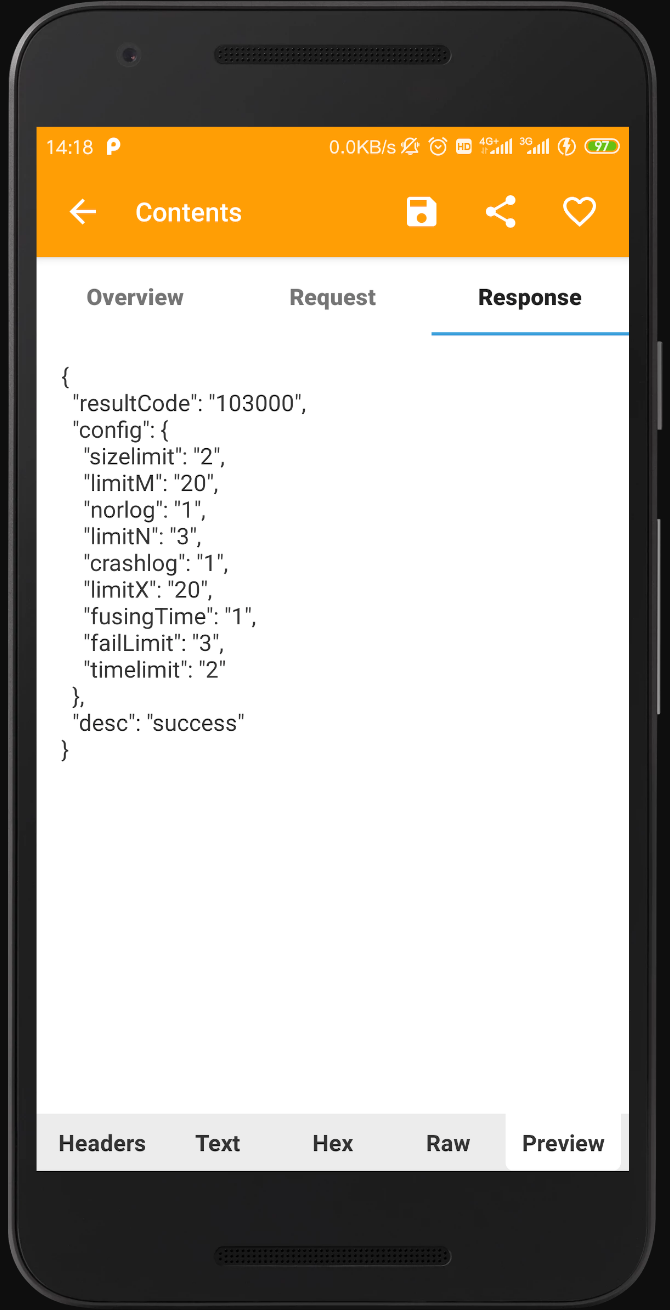 14:18 0.0KB/s HD 4G+ 3G 97
Contents
Overview Request Response
{
"resultCode": "103000",
"config": {
"sizelimit": "2",
"limitM": "20",
"norlog": "1",
"limitN": "3",
"crashlog": "1",
"limitX": "20",
"fusingTime": "1",
"failLimit": "3",
"timelimit": "2"
},
"desc": "success"
}
Headers Text Hex Raw Preview